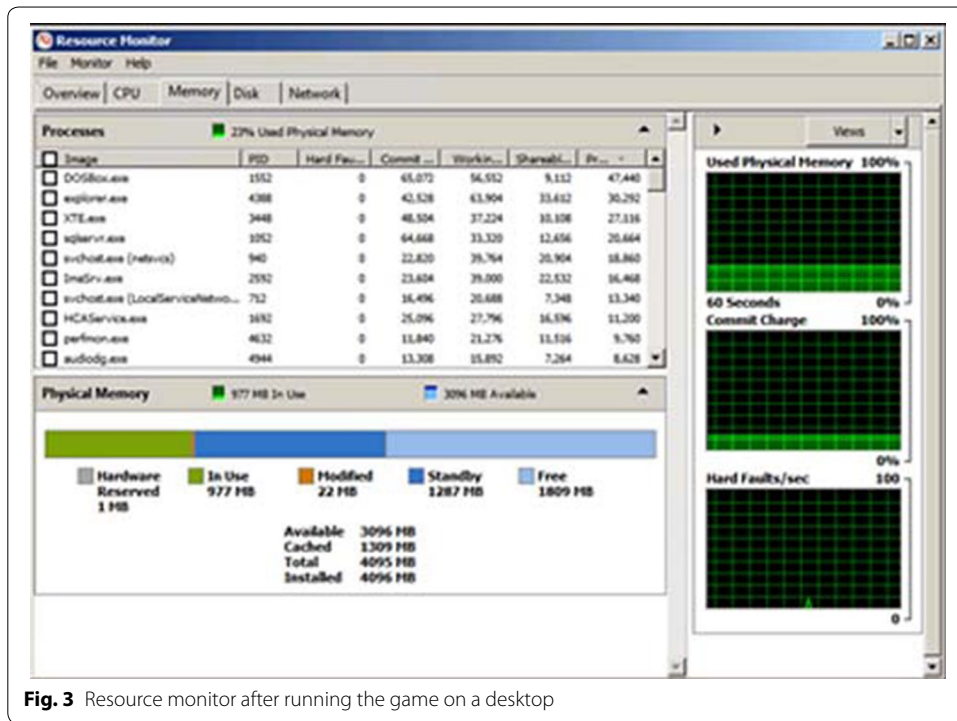 Resource Monitor
File Monitor Help
Overview CPU Memory Disk Network
Processes 23% Used Physical Memory
Image PID Hard Fau... Commit ... Workin... Shareabl... Pr...
DOSBox.exe 1552 0 65,072 56,552 9,112 47,440
explorer.exe 4388 0 42,528 63,904 33,612 30,292
XTE.exe 3448 0 48,504 37,224 10,108 27,116
sqlservr.exe 1052 0 64,668 33,320 12,656 20,664
svchost.exe (netsvcs) 940 0 22,820 39,764 20,904 18,860
ImeSrv.exe 2592 0 23,604 39,000 22,532 16,468
svchost.exe (LocalServiceNetwo... 712 0 16,496 20,688 7,348 13,340
HCAService.exe 1692 0 25,096 27,796 16,596 11,200
perfmon.exe 4632 0 11,840 21,276 11,516 9,760
audiodg.exe 4944 0 13,308 15,892 7,264 8,628
Physical Memory 977 MB In Use 3096 MB Available
Hardware Reserved 1 MB
In Use 977 MB
Modified 22 MB
Standby 1287 MB
Free 1809 MB
Available 3096 MB
Cached 1309 MB
Total 4095 MB
Installed 4096 MB
Views
Used Physical Memory 100%
60 Seconds 0%
Commit Charge 100%
0%
Hard Faults/sec 100
0
Fig. 3 Resource monitor after running the game on a desktop